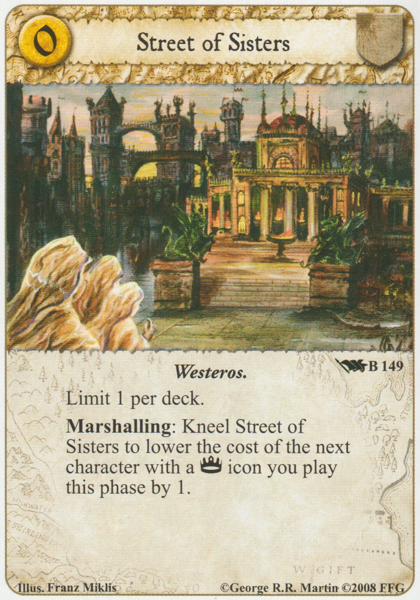 0
Street of Sisters
Westeros.
B 149
Limit 1 per deck.
Marshalling: Kneel Street of
Sisters to lower the cost of the next
character with a icon you play
this phase by 1.
W GIFT
Illus. Franz Miklis
©George R.R. Martin ©2008 FFG